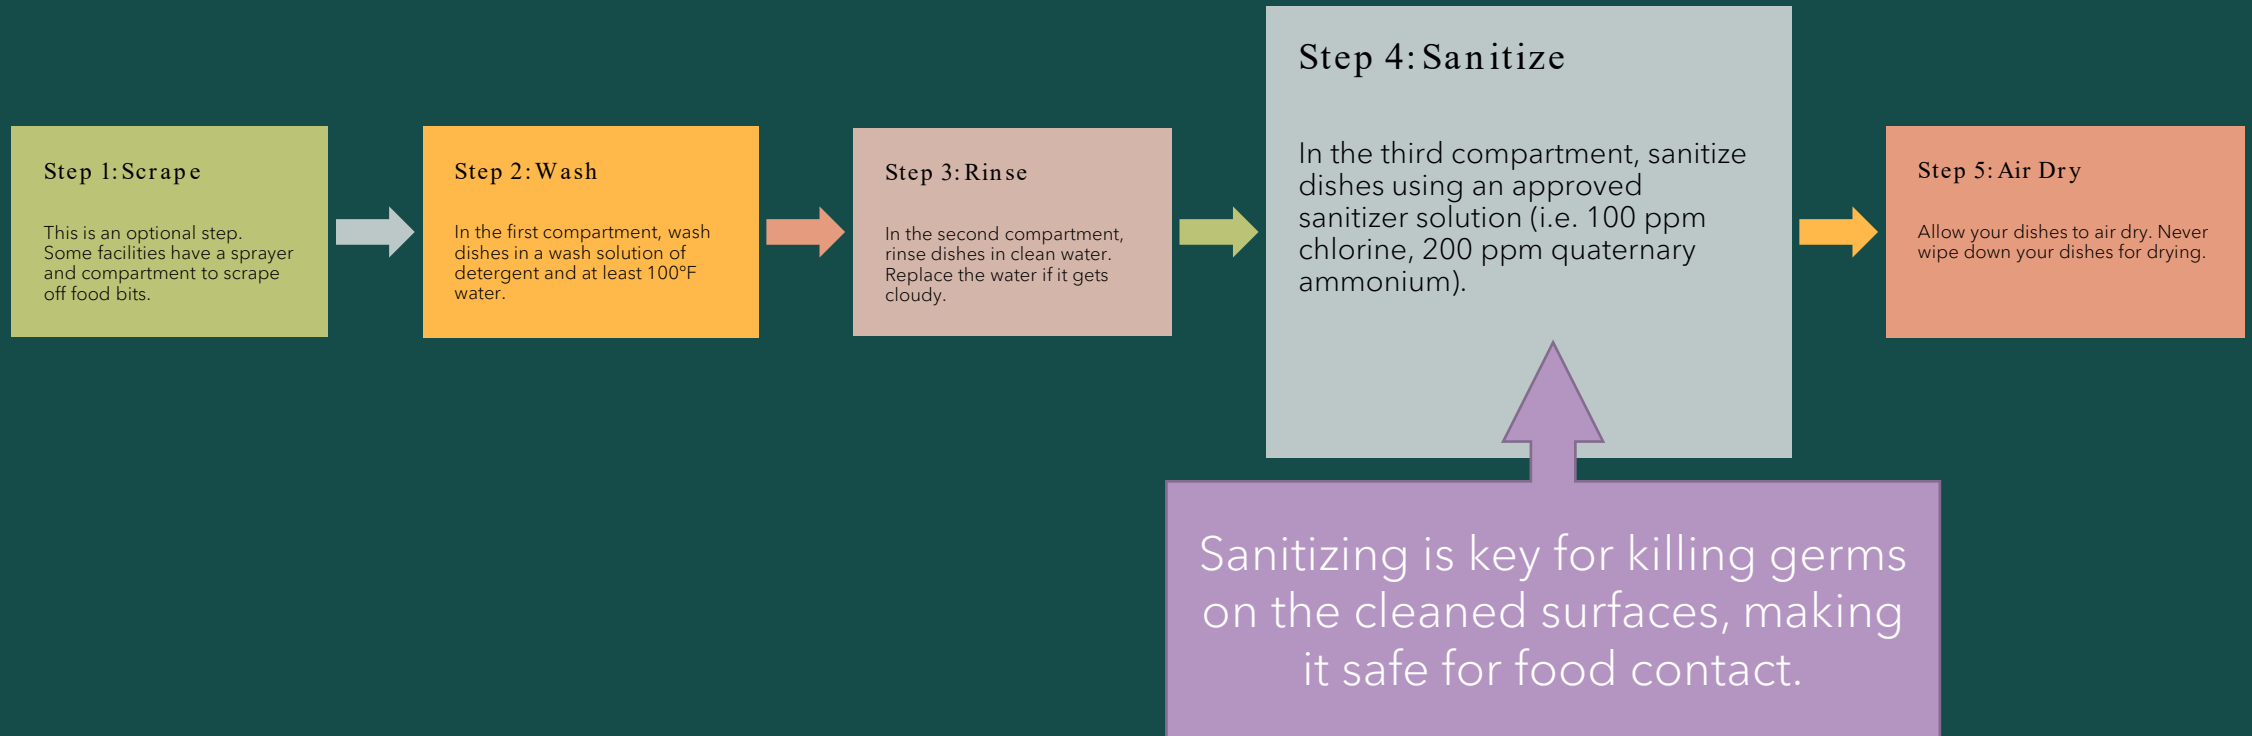 Step 1: Scrape
This is an optional step.
Some facilities have a sprayer
and compartment to scrape
off food bits.
Step 2: Wash
In the first compartment, wash
dishes in a wash solution of
detergent and at least 100°F
water.
Step 3: Rinse
In the second compartment,
rinse dishes in clean water.
Replace the water if it gets
cloudy.
Step 4: Sanitize
In the third compartment, sanitize
dishes using an approved
sanitizer solution (i.e. 100 ppm
chlorine, 200 ppm quaternary
ammonium).
Step 5: Air Dry
Allow your dishes to air dry. Never
wipe down your dishes for drying.
Sanitizing is key for killing germs
on the cleaned surfaces, making
it safe for food contact.